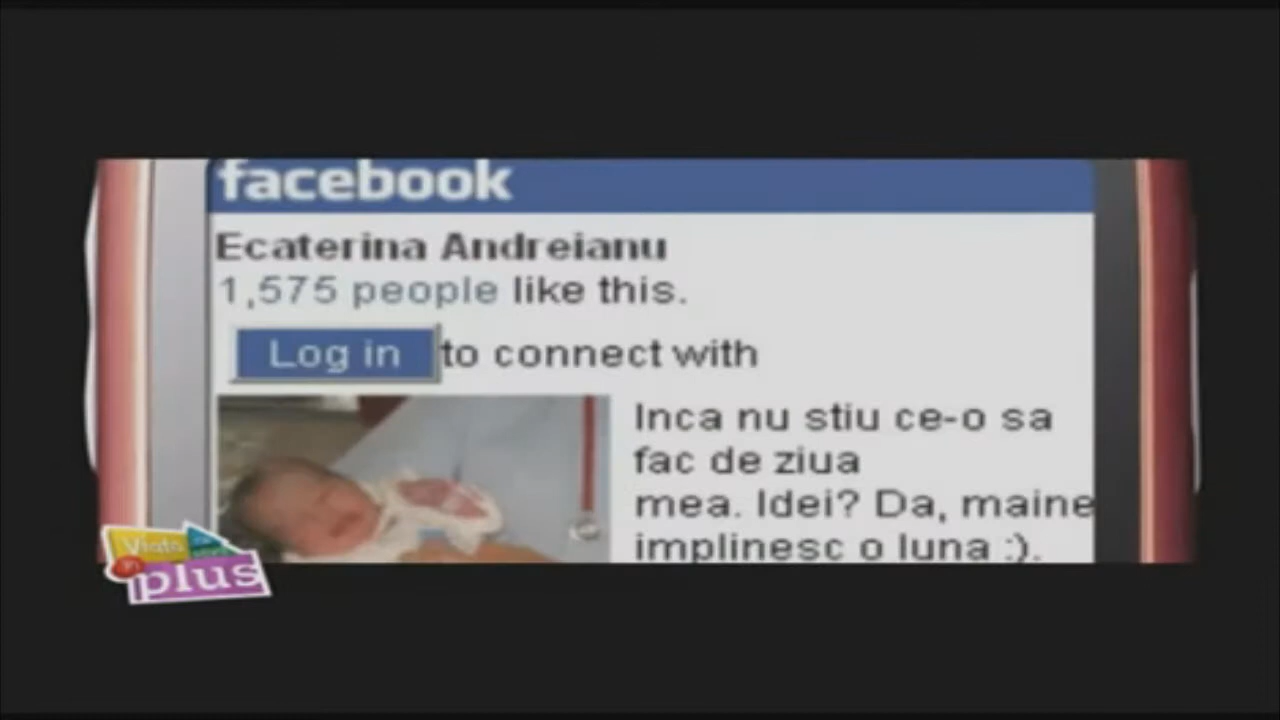 facebook
Ecaterina Andreianu
1,575 people like this.
Log in to connect with
Inca nu stiu ce-o sa
fac de ziua
mea. Idei? Da, maine
implinesc o luna :).
Viata
plus